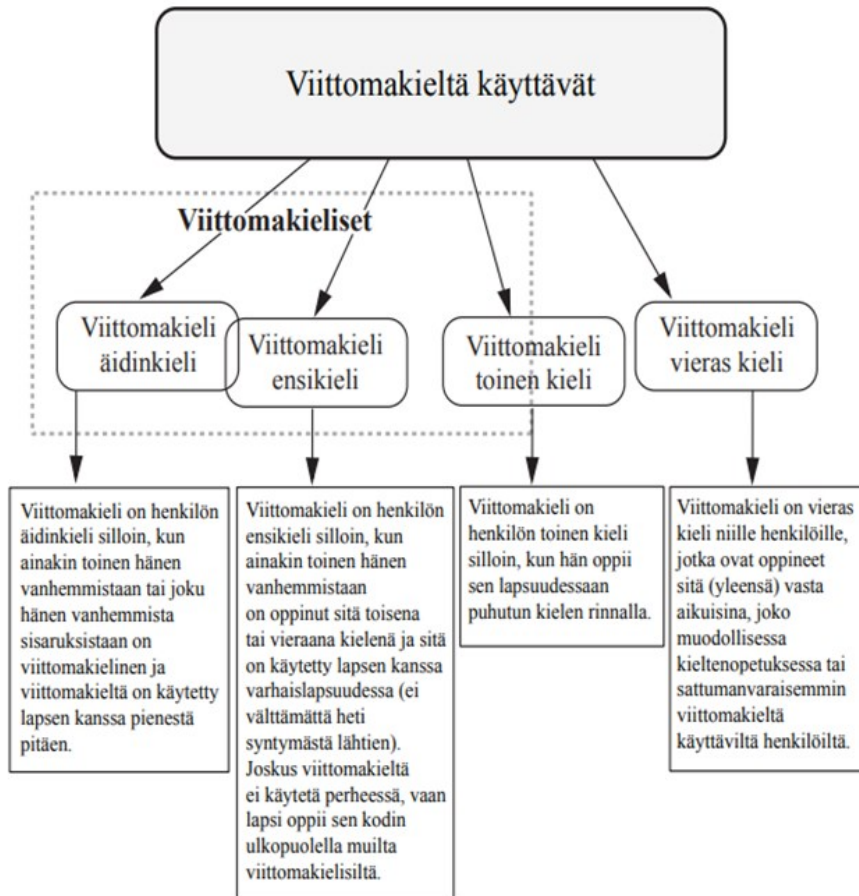 Viittomakieltä käyttävät
Viittomakieliset
Viittomakieli
äidinkieli
Viittomakieli
ensikieli
Viittomakieli
toinen kieli
Viittomakieli
vieras kieli
Viittomakieli on henkilön
äidinkieli silloin, kun
ainakin toinen hänen
vanhemmistaan tai joku
hänen vanhemmista
sisaruksistaan on
viittomakielinen ja
viittomakieltä on käytetty
lapsen kanssa pienestä
pitäen.
Viittomakieli on henkilön
ensikieli silloin, kun
ainakin toinen hänen
vanhemmistaan
on oppinut sitä toisena
tai vieraana kielenä ja sitä
on käytetty lapsen kanssa
varhaislapsuudessa (ei
välttämättä heti
syntymästä lähtien).
Joskus viittomakieltä
ei käytetä perheessä, vaan
lapsi oppii sen kodin
ulkopuolella muilta
viittomakielisiltä.
Viittomakieli on
henkilön toinen kieli
silloin, kun hän oppii
sen lapsuudessaan
puhutun kielen rinnalla.
Viittomakieli on vieras
kieli niille henkilöille,
jotka ovat oppineet
sitä (yleensä) vasta
aikuisina, joko
muodollisessa
kieltenopetuksessa tai
sattumanvaraisemmin
viittomakieltä
käyttäviltä henkilöiltä.